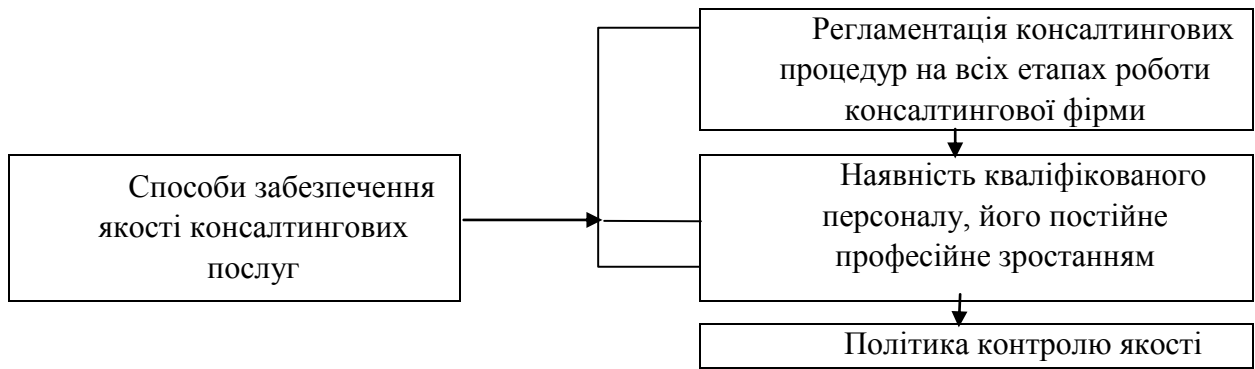 Регламентація консалтингових
процедур на всіх етапах роботи
консалтингової фірми
Способи забезпечення
якості консалтингових
послуг
Наявність кваліфікованого
персоналу, його постійне
професійне зростанням
Політика контролю якості